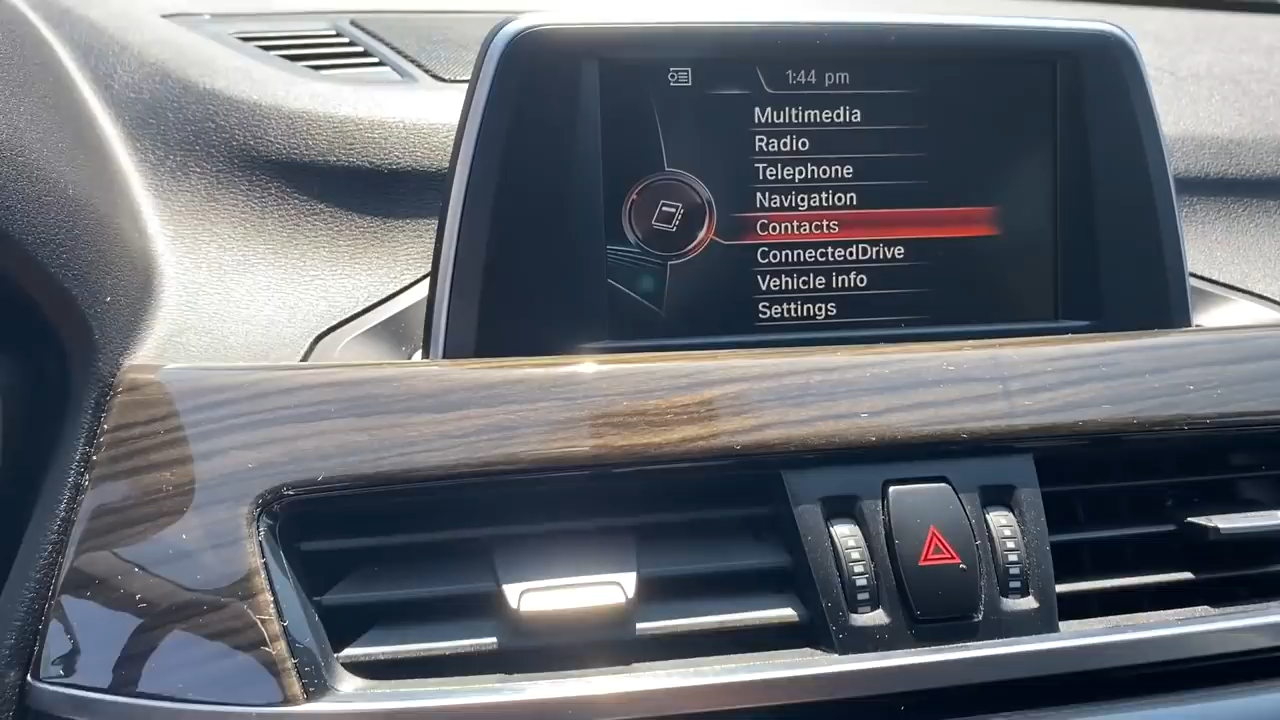 1:44 pm
Multimedia
Radio
Telephone
Navigation
Contacts
ConnectedDrive
Vehicle info
Settings